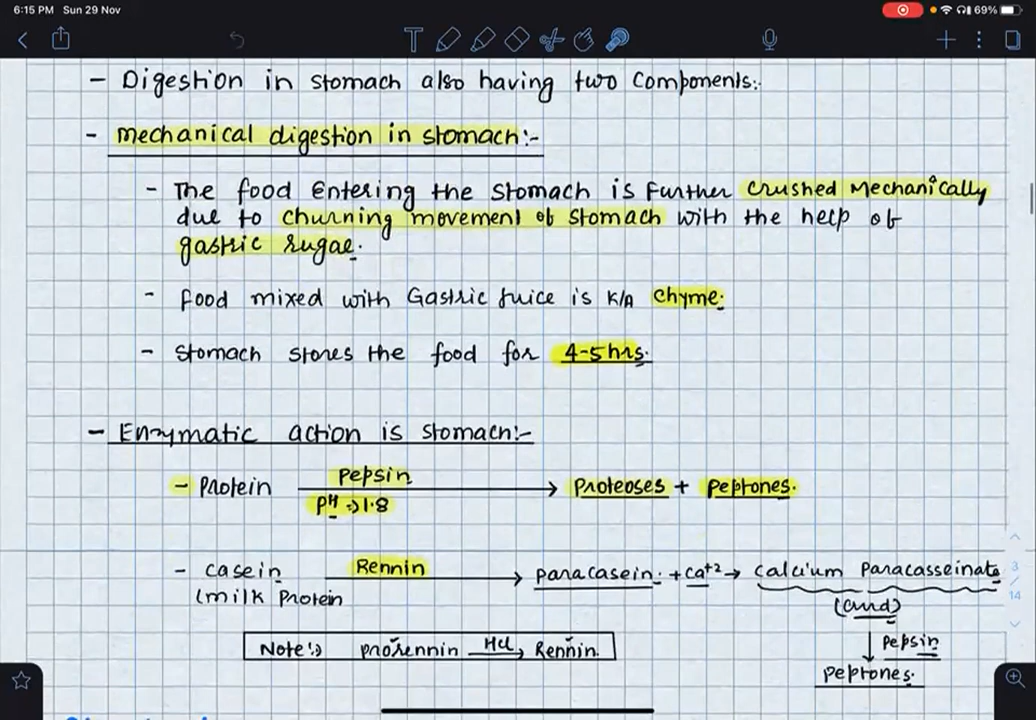 6:15 PM Sun 29 Nov
69%
- Digestion in stomach also having two components:-
- mechanical digestion in stomach:-
- The food Entering the stomach is Further crushed Mechanically
due to churning movement of stomach with the help of
gastric rugae.
- food mixed with Gastric Juice is K/A chyme.
- stomach stores the food for 4-5 hrs.
- Enzymatic action is stomach:-
- Protein Pepsin PH ⇒ 1.8 → Proteoses + Peptones.
- casein Rennin → paracasein. + Ca+2 → Calcium Paracasseinate
(milk Protein
(curd)
Note:) prorennin HCl → Rennin.
Pepsin
Peptones.
3
/
14